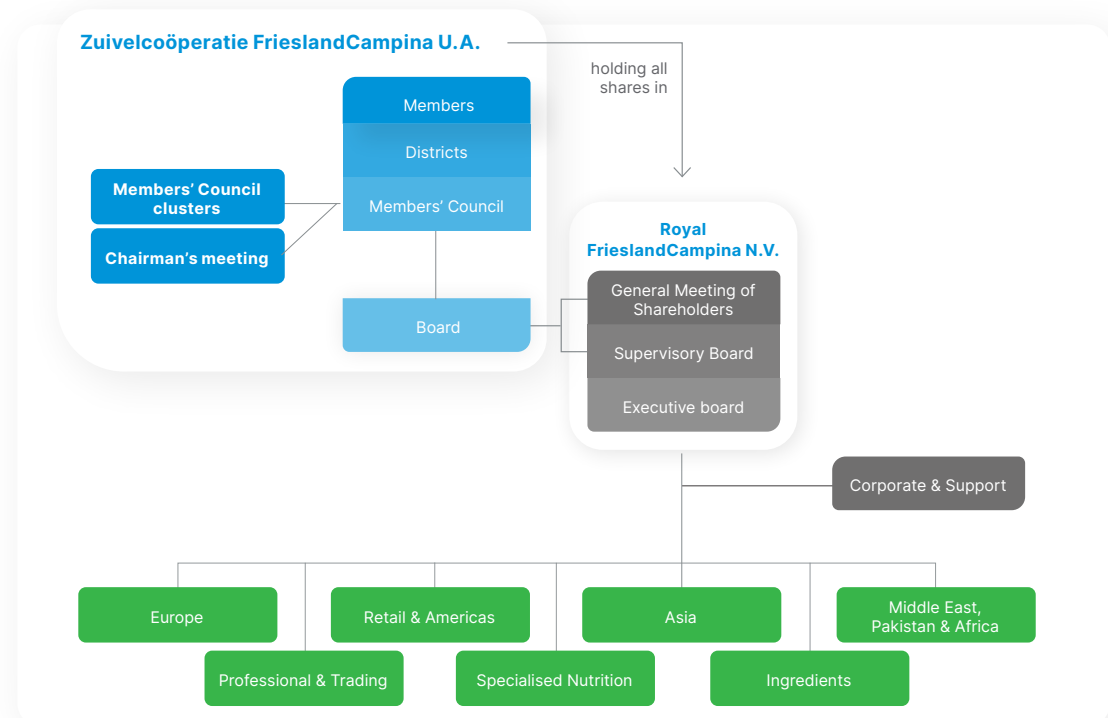 Zuivelcoöperatie FrieslandCampina U.A.
holding all
shares in
Members
Districts
Members’ Council
Members’ Council
clusters
Chairman’s meeting
Board
Royal
FrieslandCampina N.V.
General Meeting of
Shareholders
Supervisory Board
Executive board
Corporate & Support
Europe
Retail & Americas
Asia
Middle East,
Pakistan & Africa
Professional & Trading
Specialised Nutrition
Ingredients